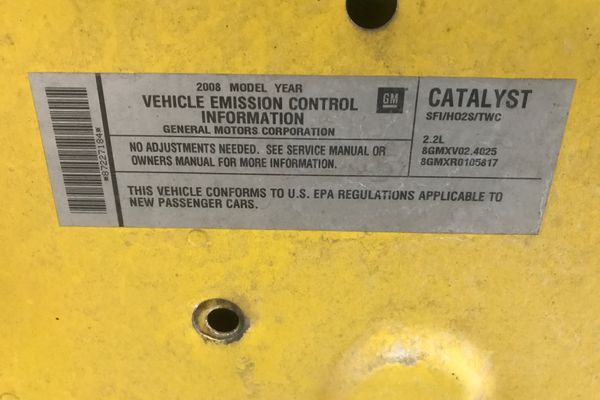 *87227184*
2008 MODEL YEAR
VEHICLE EMISSION CONTROL
INFORMATION
GENERAL MOTORS CORPORATION
GM
CATALYST
SFI/HO2S/TWC
NO ADJUSTMENTS NEEDED. SEE SERVICE MANUAL OR
OWNERS MANUAL FOR MORE INFORMATION.
2.2L
8GMXV02.4025
8GMXR0105817
THIS VEHICLE CONFORMS TO U.S. EPA REGULATIONS APPLICABLE TO
NEW PASSENGER CARS.